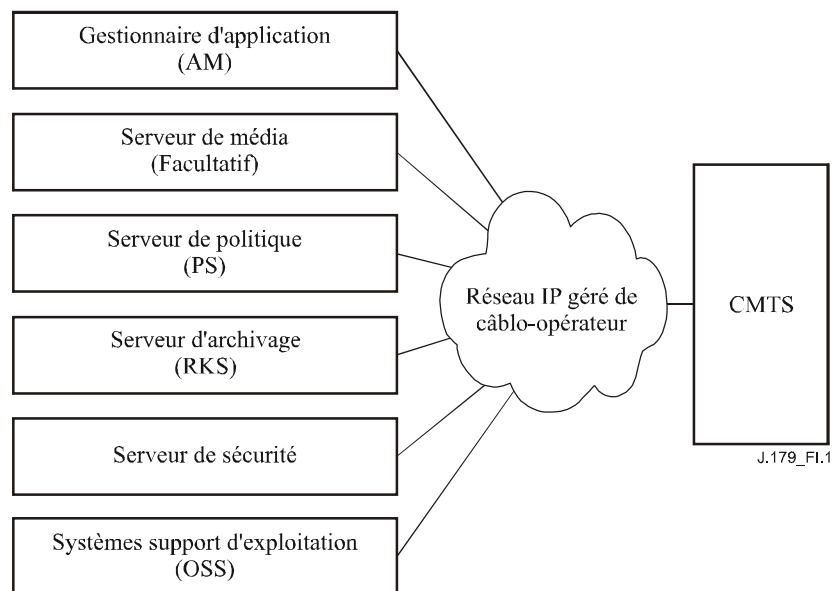 Gestionnaire d'application
(AM)
Serveur de média
(Facultatif)
Serveur de politique
(PS)
Serveur d'archivage
(RKS)
Serveur de sécurité
Systèmes support d'exploitation
(OSS)
Réseau IP géré de
câblo-opérateur
CMTS
J.179_FI.1